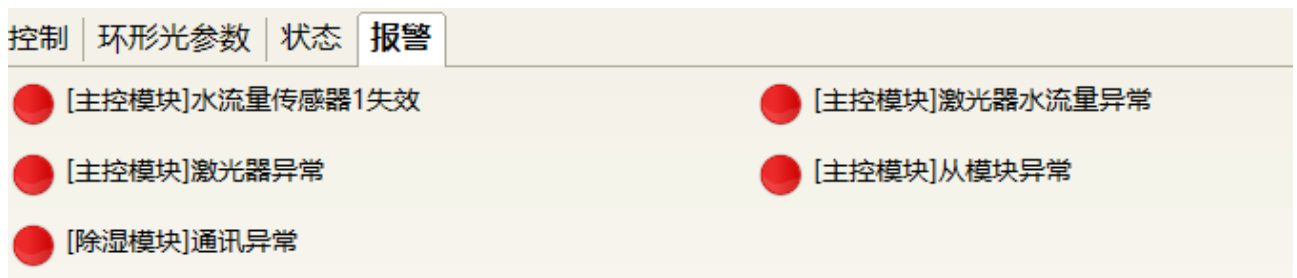 控制 环形光参数 状态 报警
[主控模块]水流量传感器1失效 [主控模块]激光器水流量异常
[主控模块]激光器异常 [主控模块]从模块异常
[除湿模块]通讯异常